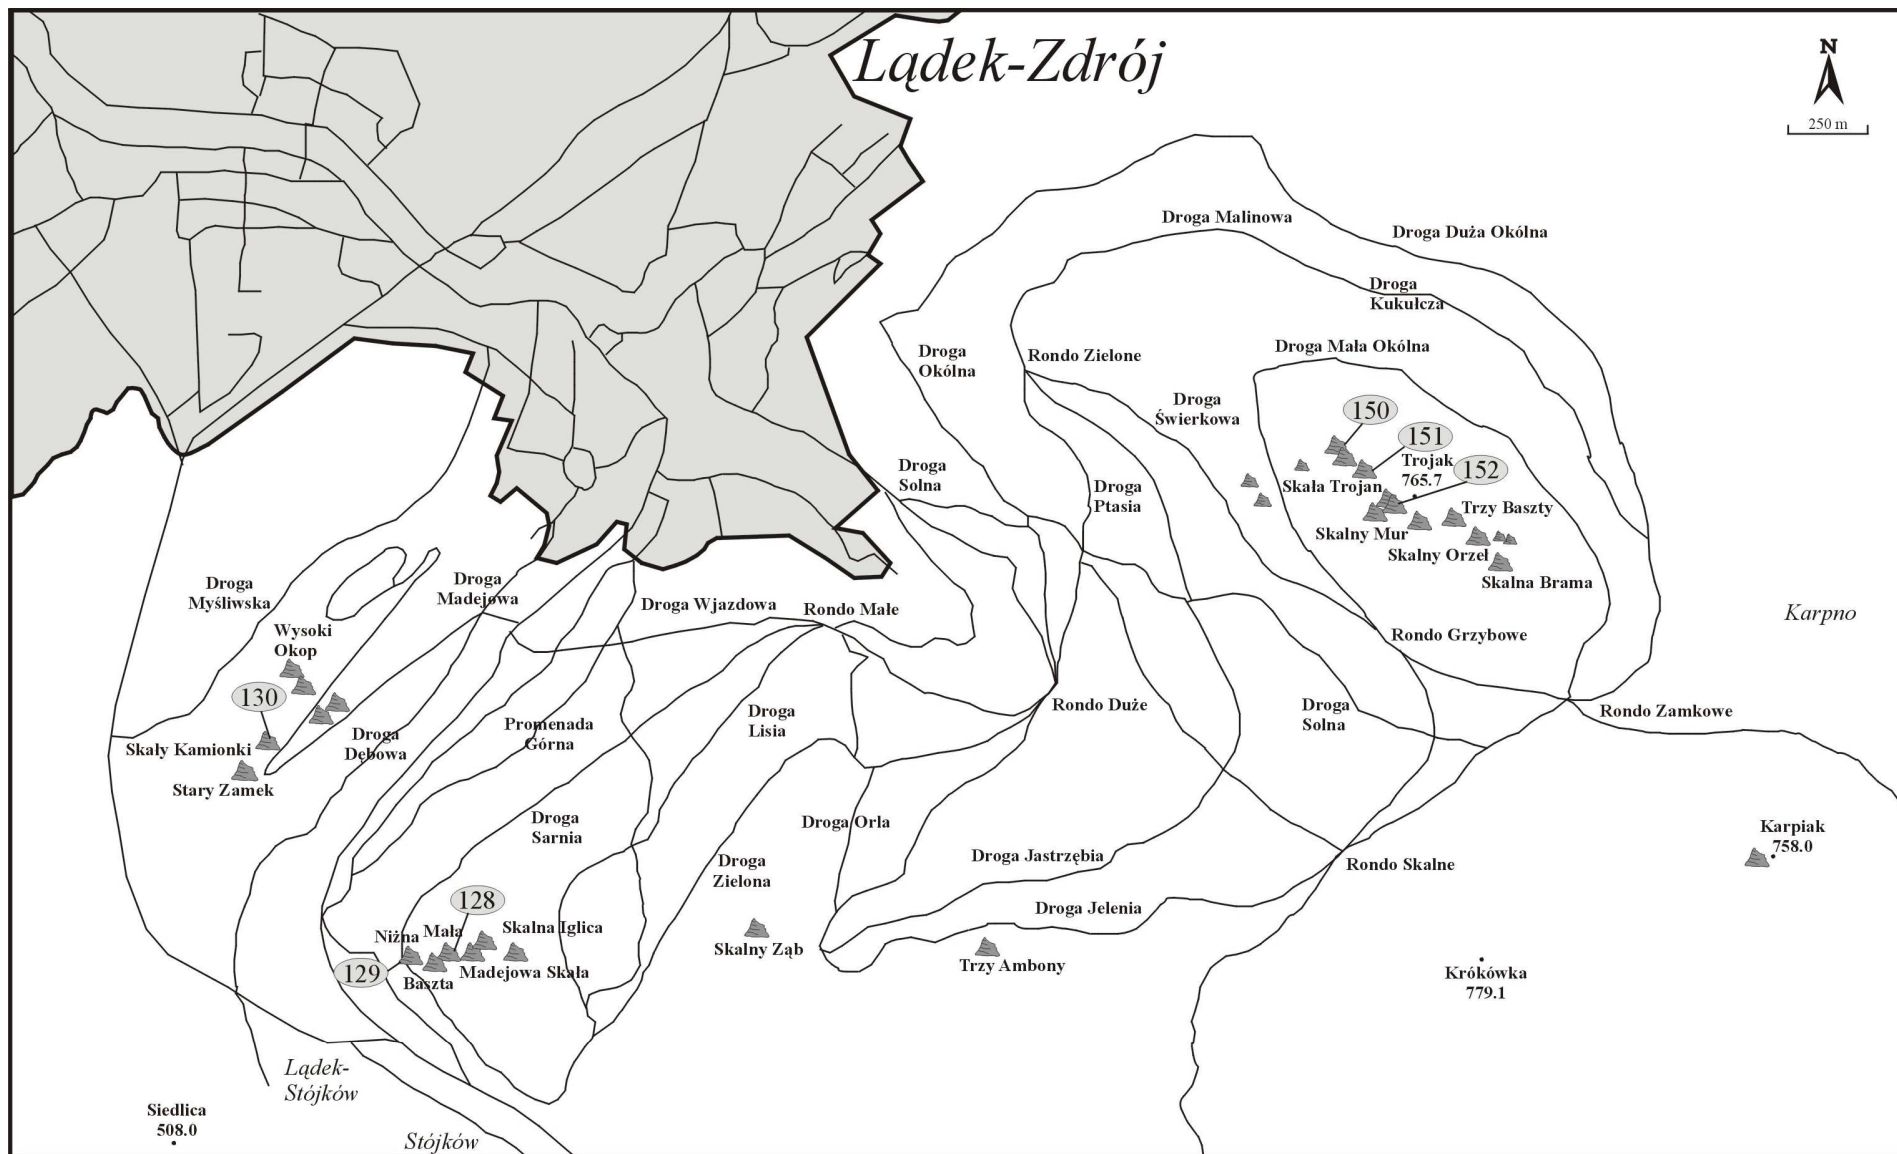 Lądek-Zdrój
N
250 m
Droga Malinowa
Droga Duża Okólna
Droga
Kukułcza
Droga Mała Okólna
Droga
Okólna
Rondo Zielone
Droga
Świerkowa
150
151
Trojak
765.7
152
Droga
Solna
Droga
Ptasia
Skała Trojan
Trzy Baszty
Skalny Mur
Skalny Orzeł
Skalna Brama
Karpno
Droga
Myśliwska
Droga
Madejowa
Droga Wjazdowa
Rondo Małe
Rondo Grzybowe
Wysoki
Okop
130
Skały Kamionki
Stary Zamek
Droga
Dębowa
Promenada
Górna
Droga
Lisia
Rondo Duże
Droga
Solna
Rondo Zamkowe
Droga
Sarnia
Droga Orla
Droga
Zielona
Droga Jastrzębia
Rondo Skalne
Karpiak
758.0
128
Droga Jelenia
Niżna
Mała
Skalna Iglica
129
Baszta
Madejowa Skała
Skalny Ząb
Trzy Ambony
Krókówka
779.1
Lądek-
Stójków
Siedlica
508.0
Stójków